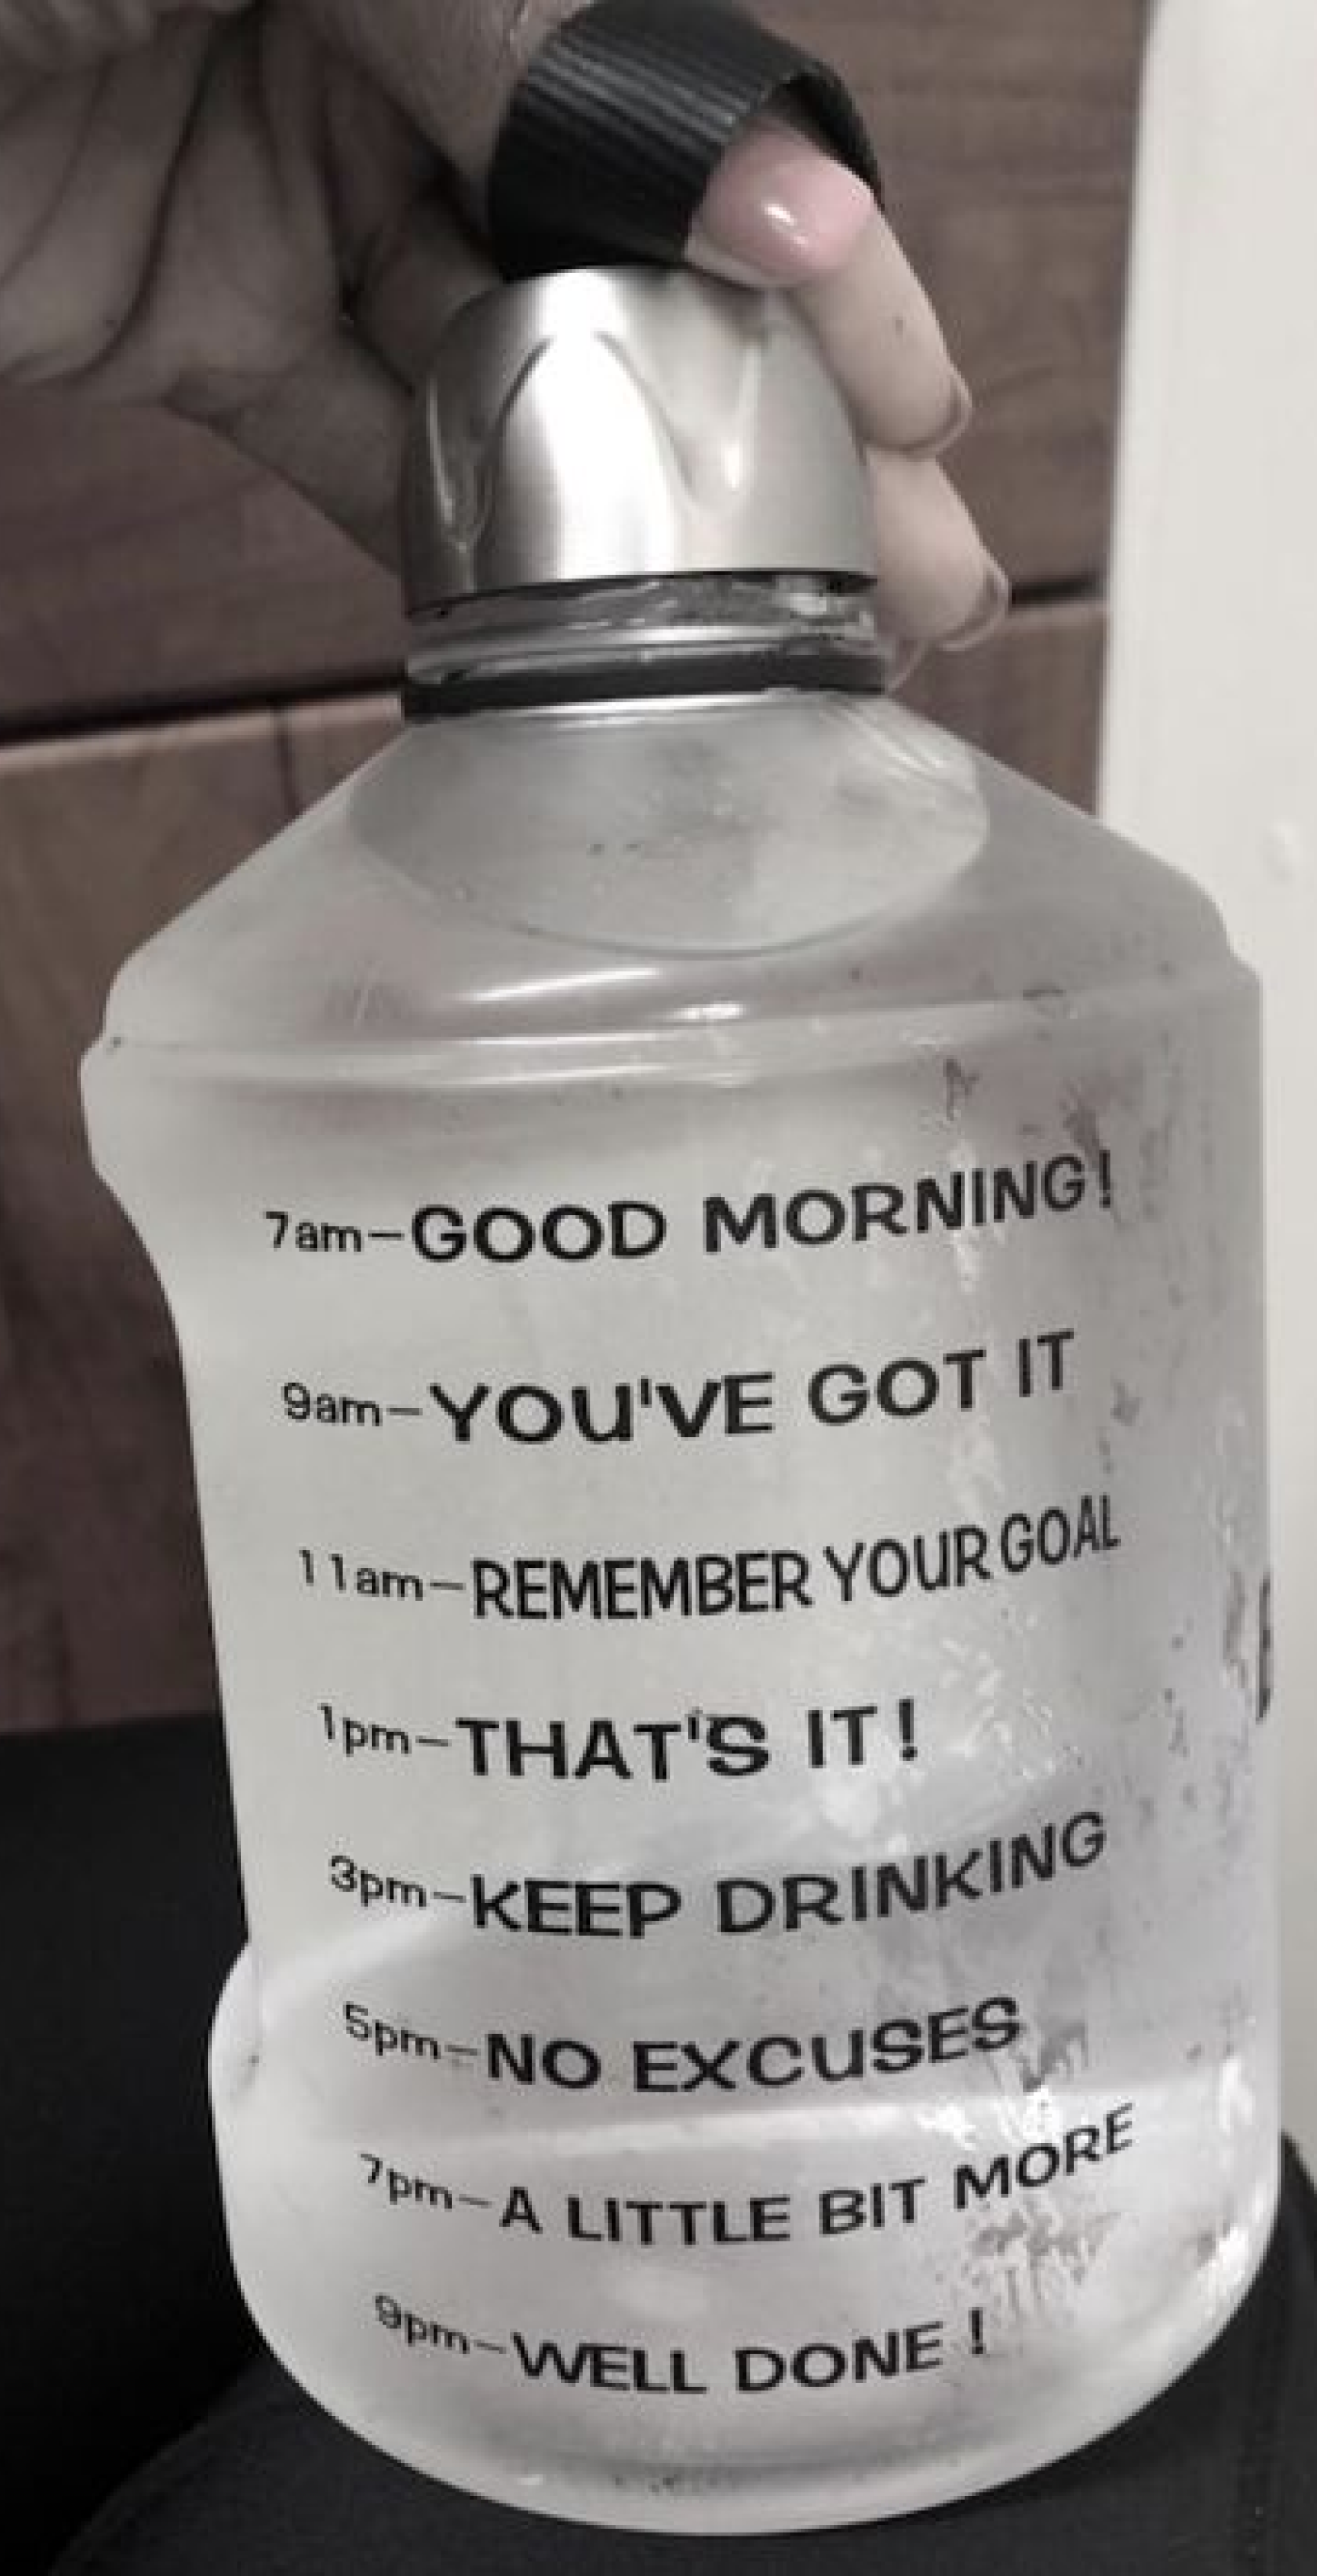 7am-GOOD MORNING!
9am-YOU'VE GOT IT
11am-REMEMBER YOUR GOAL
1pm-THAT'S IT!
3pm-KEEP DRINKING
5pm-NO EXCUSES
7pm-A LITTLE BIT MORE
9pm-WELL DONE !